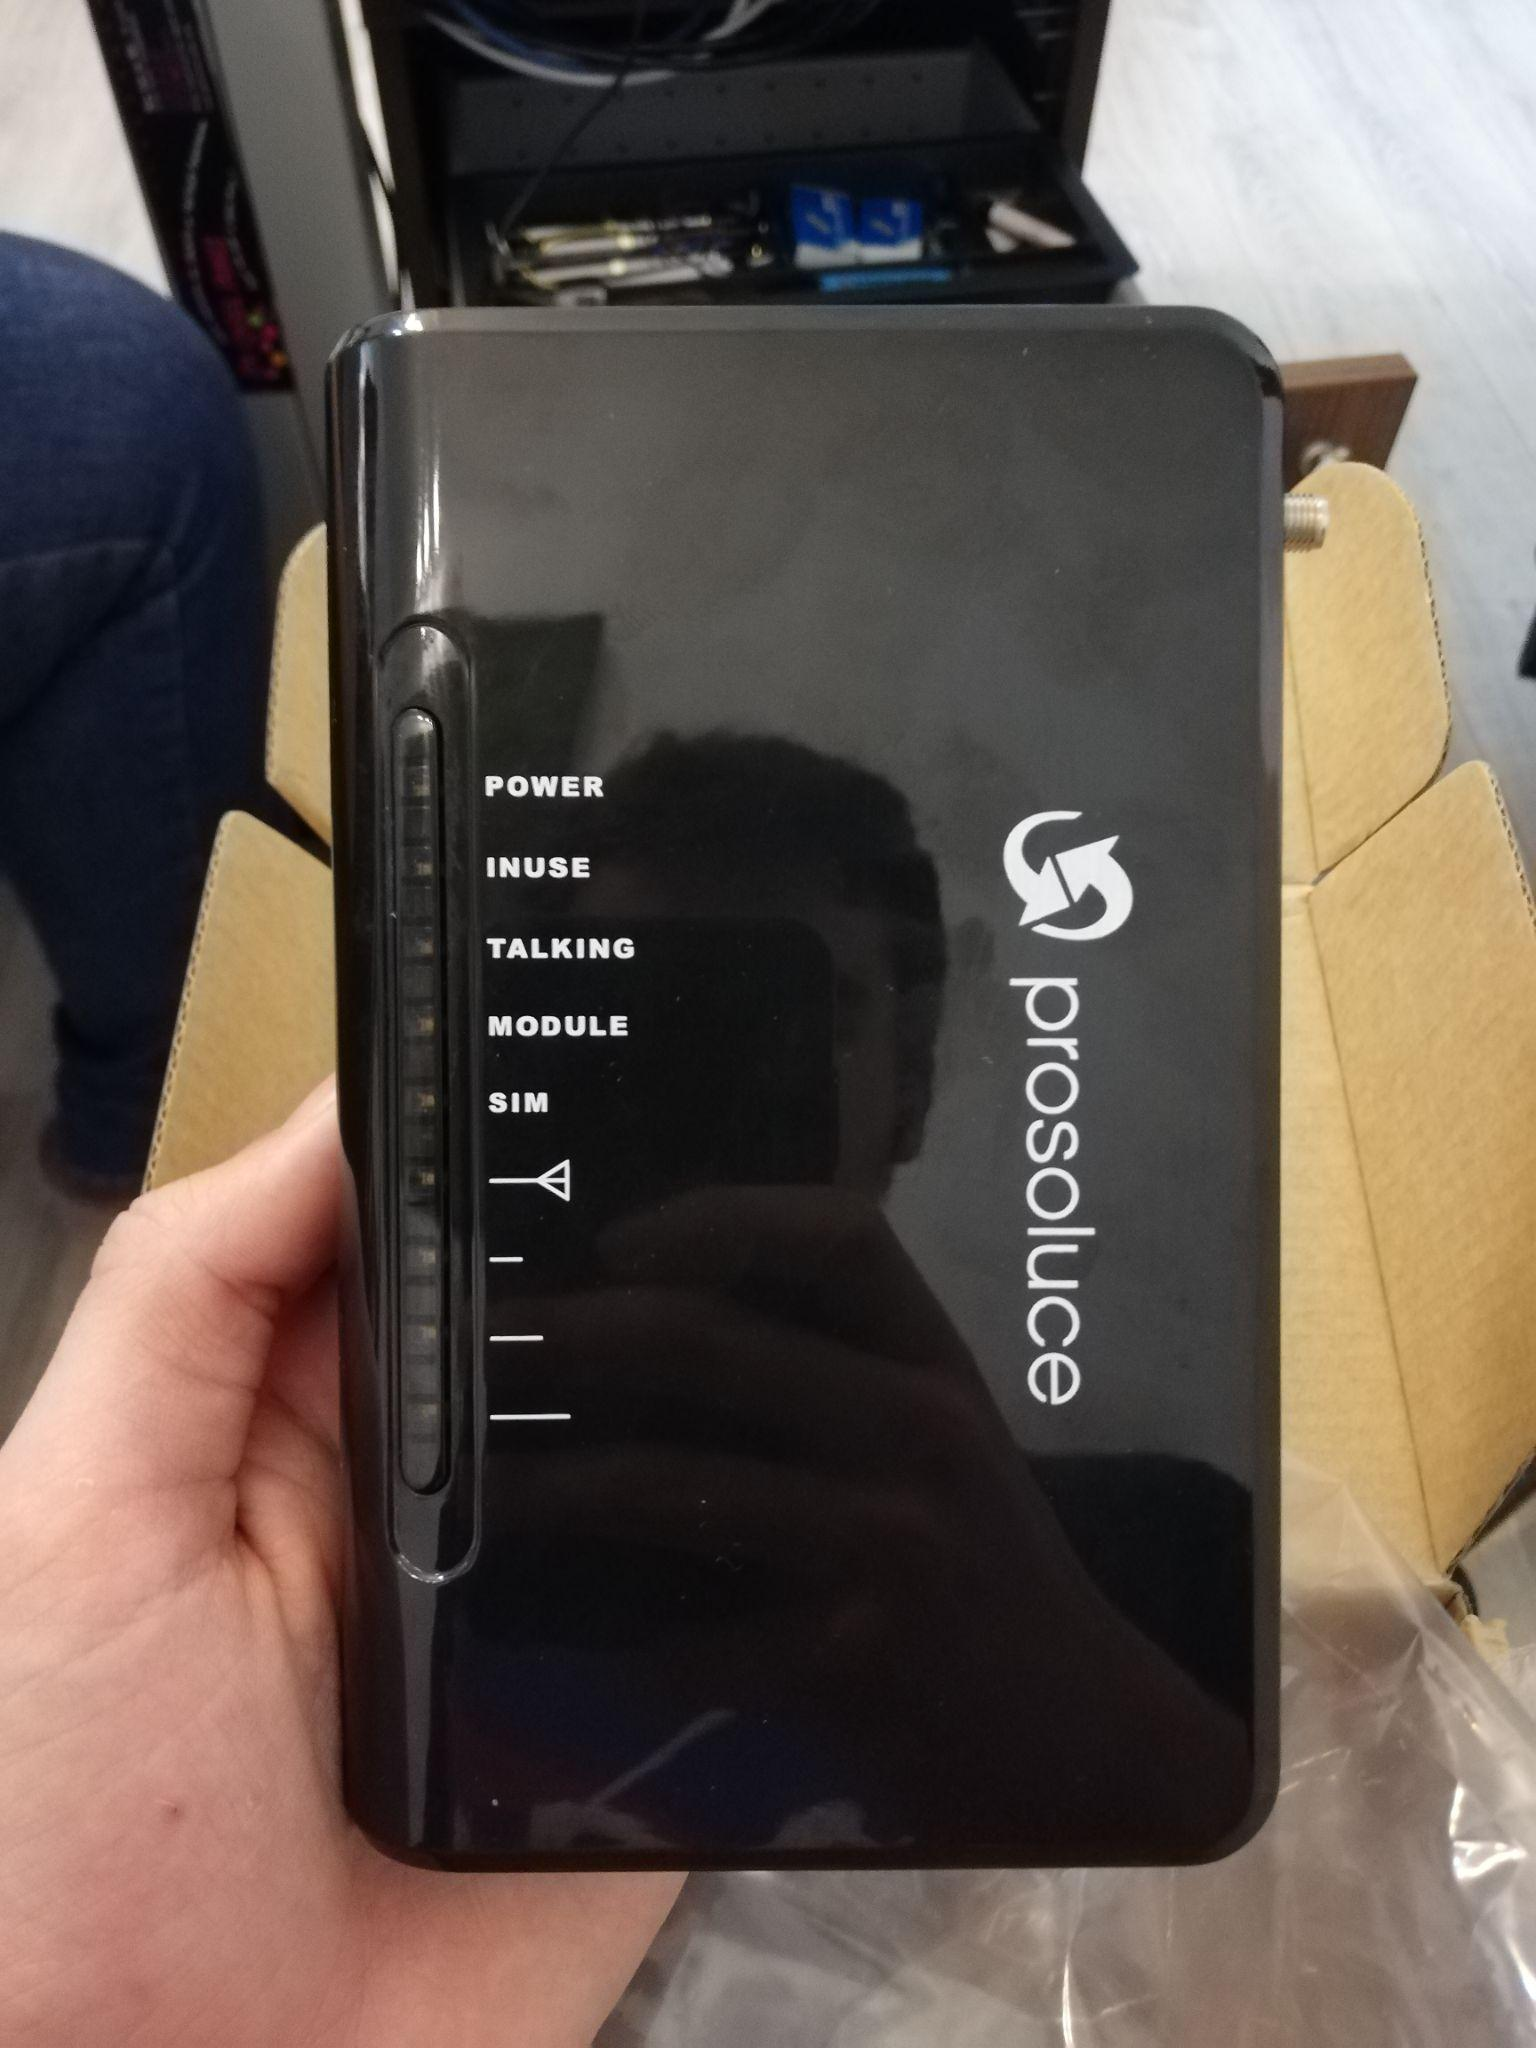 POWER
INUSE
TALKING
MODULE
SIM
prosoluce